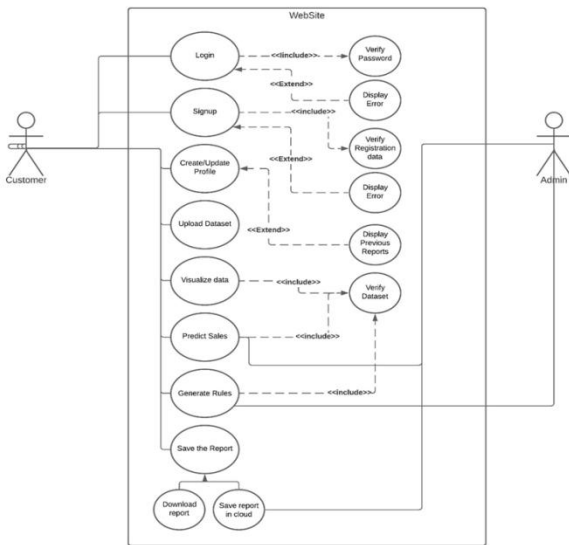 WebSite
Login
<<Iinclude>>
Verify
Password
<<Extend>>
Display
Error
Signup
<<include>>
Verify
Registration
data
<<Extend>>
Customer
Admin
Create/Update
Profile
Display
Error
Upload Dataset
<<Extend>>
Display
Previous
Reports
Visualize data
<<include>>
Verify
Dataset
Predict Sales
<<include>>
Generate Rules
<<include>>
Save the Report
Download
report
Save report
in cloud